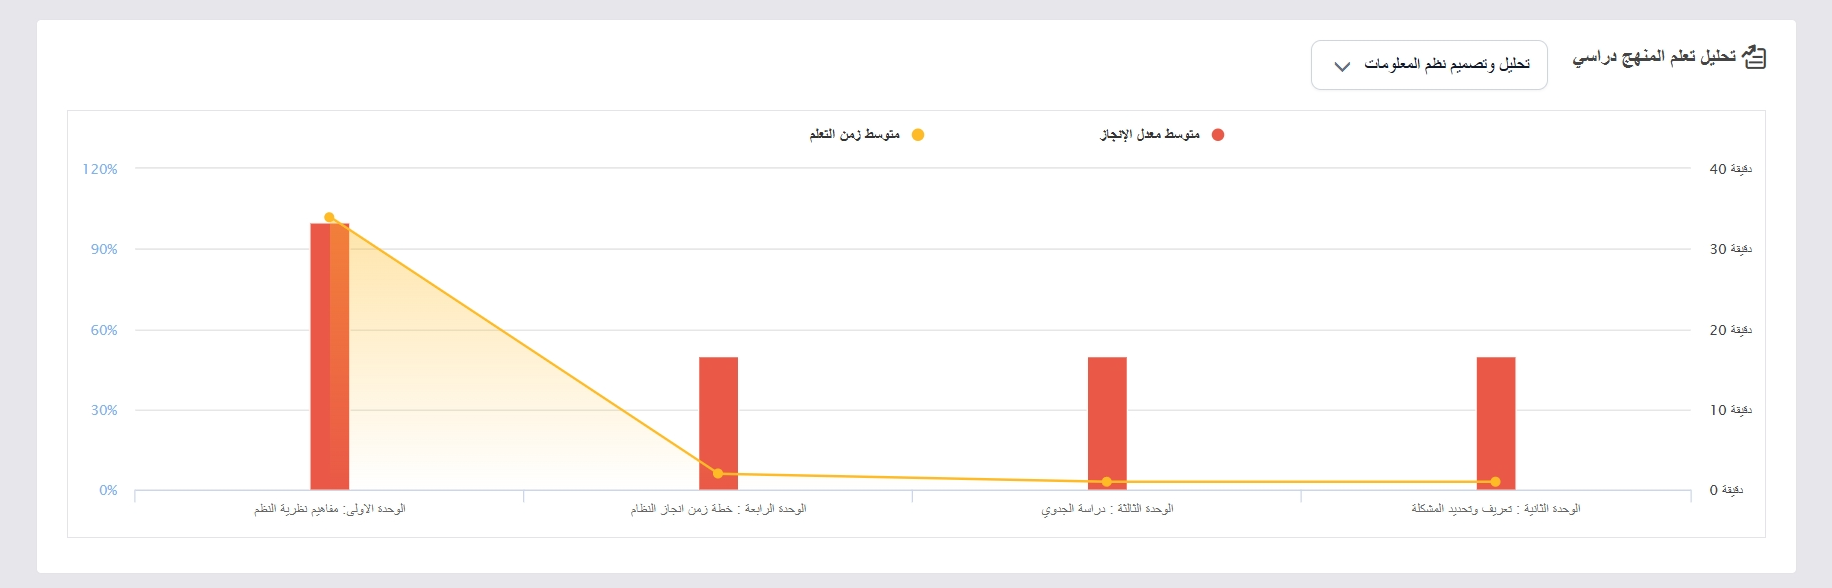 تحليل تعلم المنهج دراسي
تحليل وتصميم نظم المعلومات
متوسط معدل الإنجاز
متوسط زمن التعلم
120%
90%
60%
30%
0%
40 دقيقة
30 دقيقة
20 دقيقة
10 دقيقة
0 دقيقة
الوحدة الثانية : تعريف وتحديد المشكلة
الوحدة الثالثة : دراسة الجدوي
الوحدة الرابعة : خطة زمن انجاز النظام
الوحدة الاولى: مفاهيم نظرية النظم